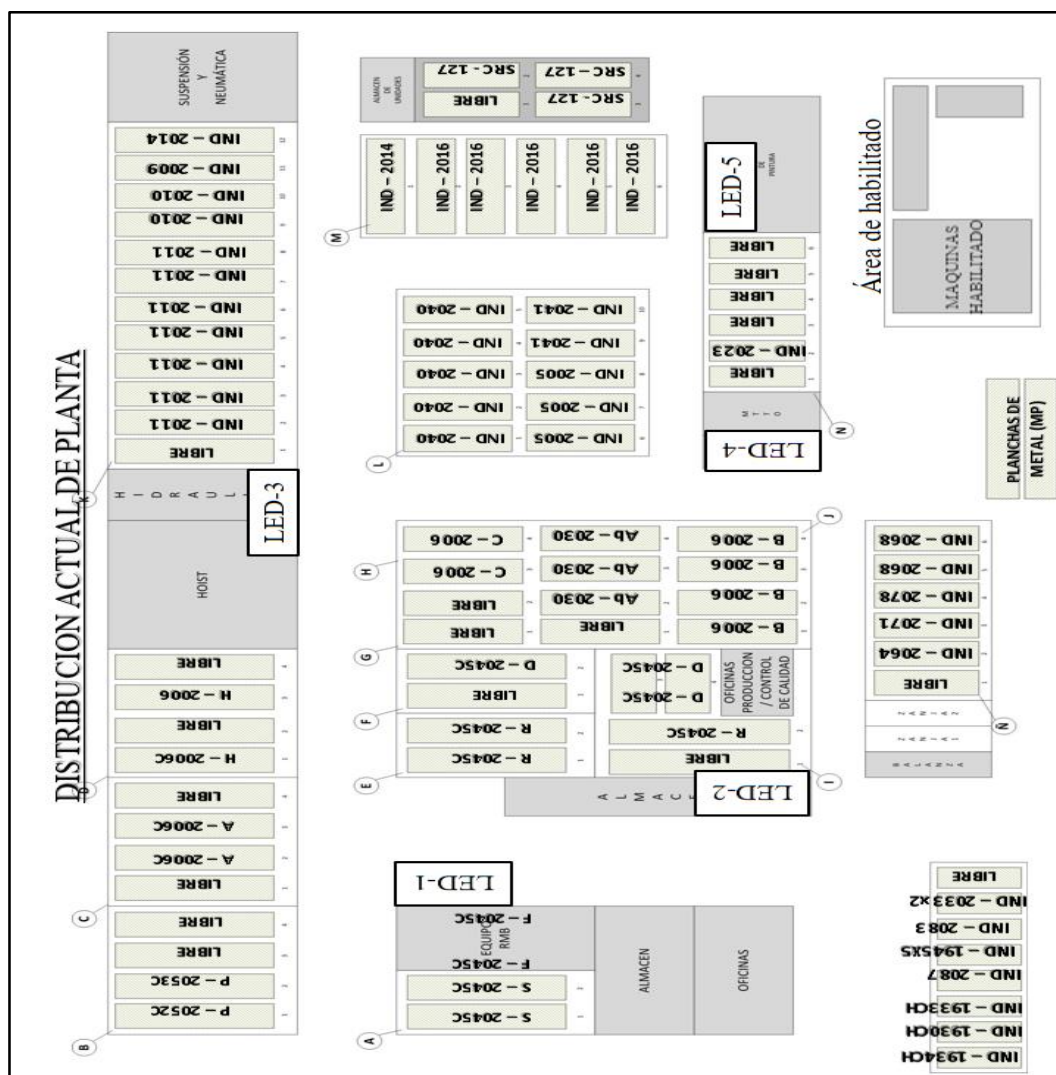 DISTRIBUCION ACTUAL DE PLANTA
SUSPENSIÓN
Y
NEUMÁTICA
IND – 2014
IND – 2009
IND – 2010
IND – 2010
IND – 2011
IND – 2011
IND – 2011
IND – 2011
IND – 2011
IND – 2011
IND – 2011
LIBRE
K
HIDRAUL
LED-3
HOIST
LIBRE
H – 2006
LIBRE
H – 2006C
D
LIBRE
A – 2006C
A – 2006C
LIBRE
C
LIBRE
LIBRE
P – 2053C
P – 2052C
B
ALMACEN
DE
UNIDADES
SRC - 127
SRC – 127
LIBRE
SRC - 127
IND – 2014
IND – 2016
IND – 2016
IND – 2016
IND – 2016
IND – 2016
M
IND – 2040
IND – 2041
IND – 2040
IND – 2041
IND – 2040
IND – 2005
IND – 2040
IND – 2005
IND – 2040
IND – 2005
L
LED-5
DE
PINTURA
LIBRE
LIBRE
LIBRE
LIBRE
IND – 2023
LIBRE
MTTO
N
LED-4
Área de habilitado
MAQUINAS
HABILITADO
PLANCHAS DE
METAL (MP)
C – 2006
Ab – 2030
B – 2006
J
H
C – 2006
Ab – 2030
B – 2006
LIBRE
Ab – 2030
B – 2006
LIBRE
LIBRE
B – 2006
G
D – 2045C
D – 2045C
LIBRE
D – 2045C
OFICINAS
PRODUCCION
/ CONTROL
DE CALIDAD
F
R – 2045C
R – 2045C
R – 2045C
LIBRE
E
I
ALMACE
LED-2
IND – 2068
IND – 2068
IND – 2078
IND – 2071
IND – 2064
LIBRE
ZANJA 2
ZANJA 1
BALANZA
Ñ
LED-1
F – 2045C
EQUIPO
RMB
F – 2045C
S – 2045C
S – 2045C
A
ALMACEN
OFICINAS
LIBRE
IND – 2033x2
IND – 2083
IND – 1945X5
IND – 2087
IND – 1933CH
IND – 1930CH
IND – 1934CH